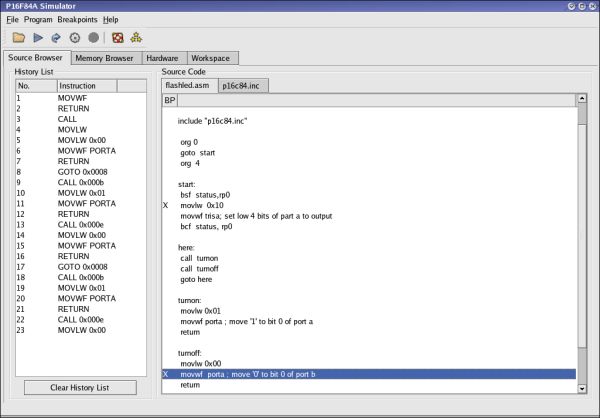 P16F84A Simulator
File Program Breakpoints Help
Source Browser Memory Browser Hardware Workspace
History List
No. Instruction
1 MOVWF
2 RETURN
3 CALL
4 MOVLW
5 MOVLW 0x00
6 MOVWF PORTA
7 RETURN
8 GOTO 0x0008
9 CALL 0x000b
10 MOVLW 0x01
11 MOVWF PORTA
12 RETURN
13 CALL 0x000e
14 MOVLW 0x00
15 MOVWF PORTA
16 RETURN
17 GOTO 0x0008
18 CALL 0x000b
19 MOVLW 0x01
20 MOVWF PORTA
21 RETURN
22 CALL 0x000e
23 MOVLW 0x00
Clear History List
Source Code
flashled.asm p16c84.inc
BP
include "p16c84.inc"
org 0
goto start
org 4
start:
bsf status,rp0
X movlw 0x10
movwf trisa; set low 4 bits of part a to output
bcf status, rp0
here:
call turnon
call turnoff
goto here
turnon:
movlw 0x01
movwf porta ; move '1' to bit 0 of port a
return
turnoff:
movlw 0x00
X movwf porta ; move '0' to bit 0 of port b
return